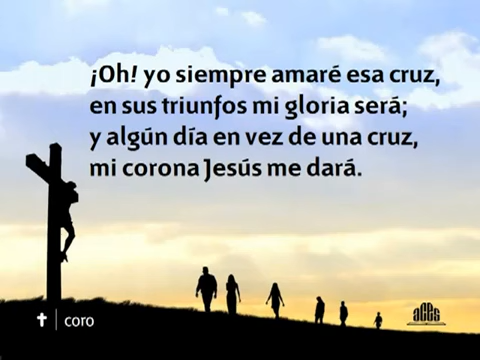 ¡Oh! yo siempre amaré esa cruz,
en sus triunfos mi gloria será;
y algún día en vez de una cruz,
mi corona Jesús me dará.
coro
aces